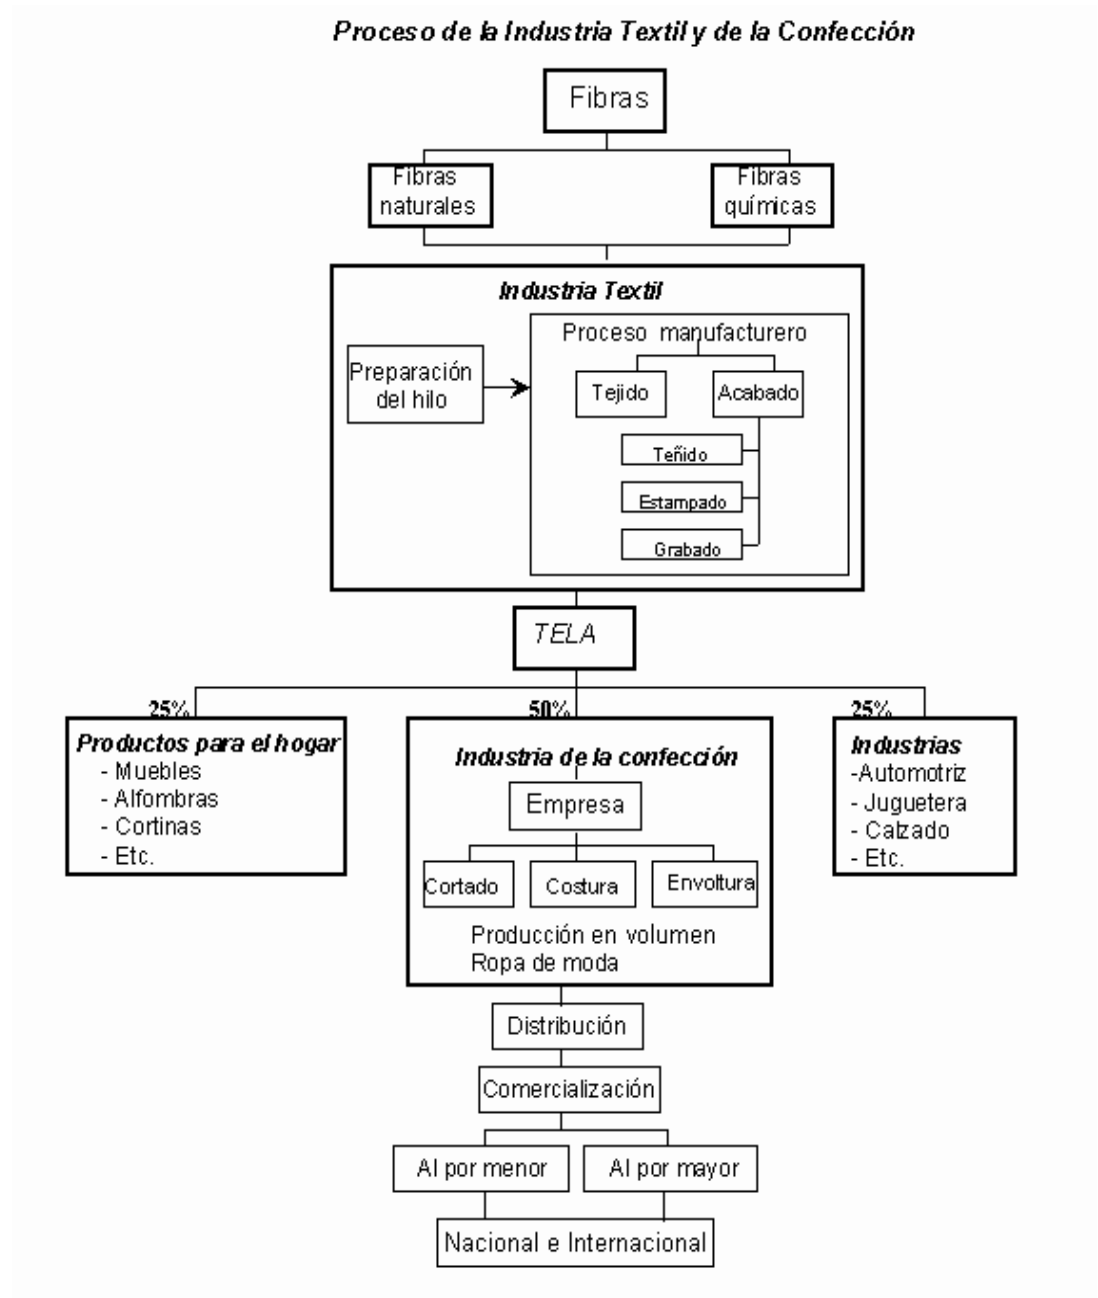 Proceso de la Industria Textil y de la Confección
Fibras
Fibras
naturales
Fibras
químicas
Industria Textil
Preparación
del hilo
Proceso manufacturero
Tejido
Acabado
Teñido
Estampado
Grabado
TELA
25%
Productos para el hogar
- Muebles
- Alfombras
- Cortinas
- Etc.
50%
Industria de la confección
Empresa
Cortado
Costura
Envoltura
Producción en volumen
Ropa de moda
25%
Industrias
-Automotriz
- Juguetera
- Calzado
- Etc.
Distribución
Comercialización
Al por menor
Al por mayor
Nacional e Internacional